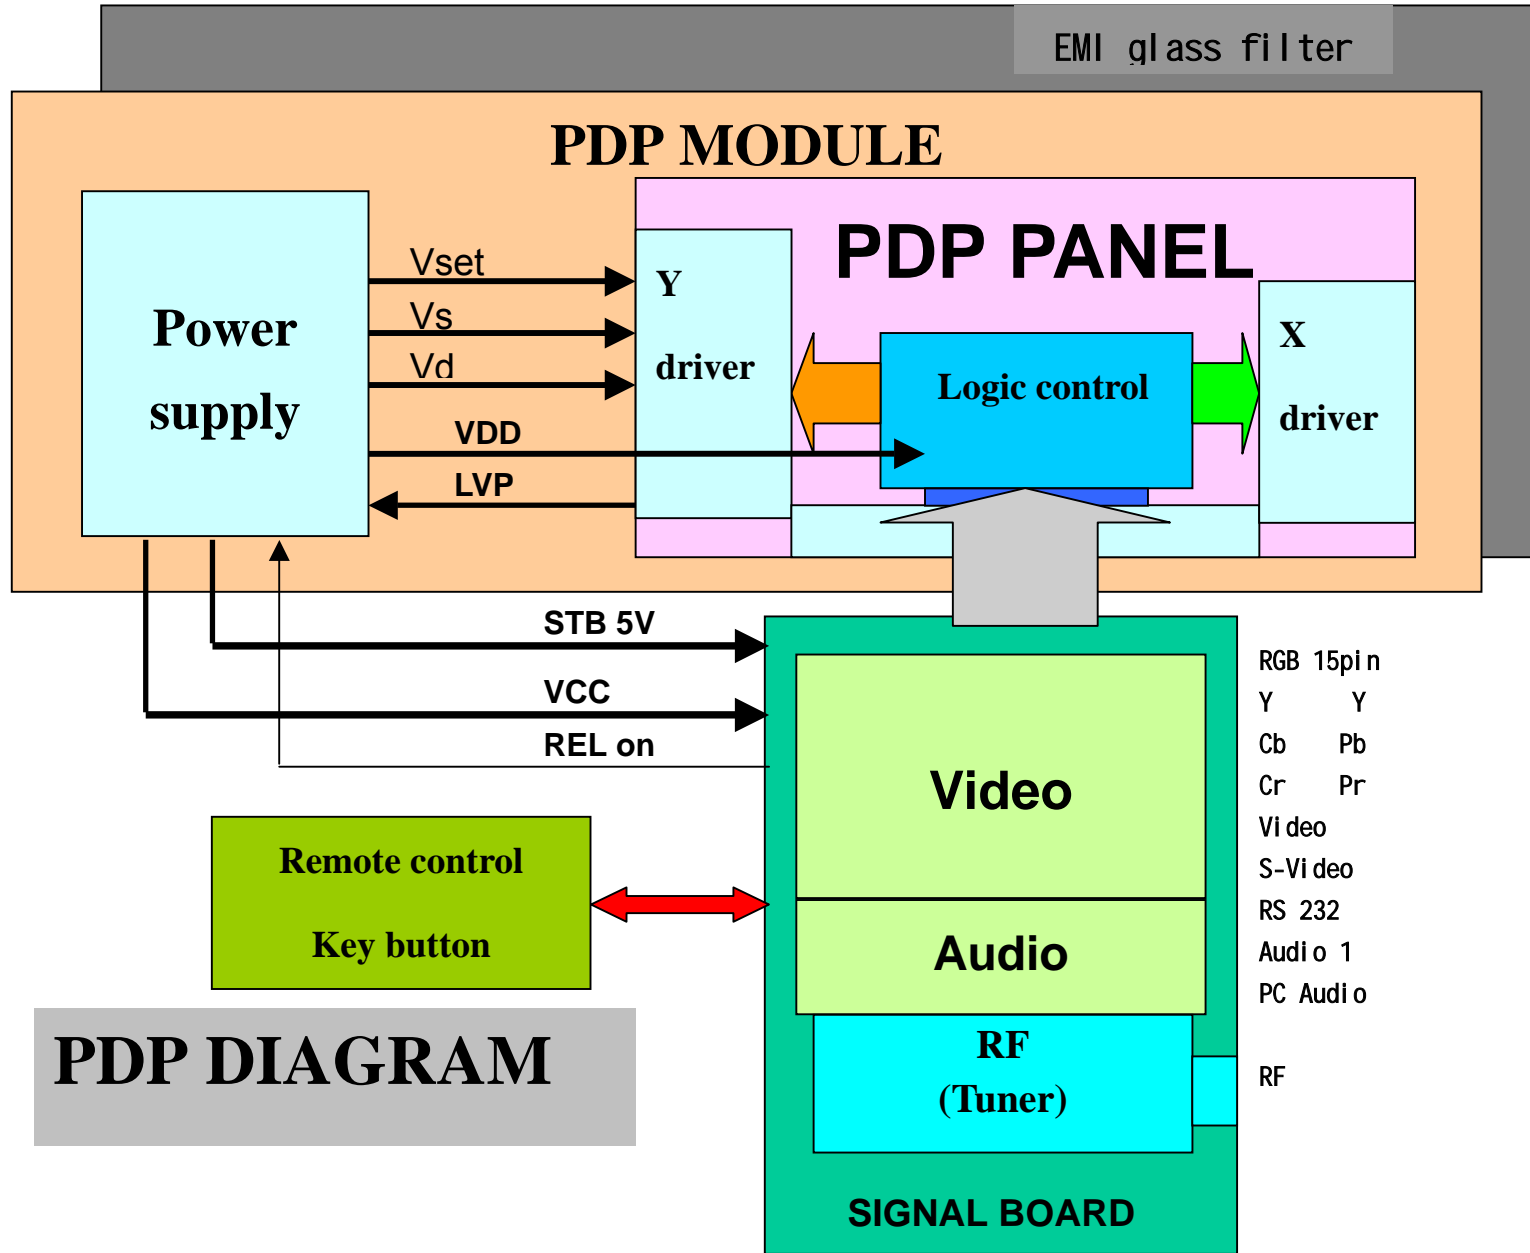 EMI glass filter
PDP MODULE
PDP PANEL
Power
supply
Vset
Vs
Vd
VDD
LVP
Y
driver
Logic control
X
driver
STB 5V
VCC
REL on
Remote control
Key button
PDP DIAGRAM
Video
Audio
RF
(Tuner)
SIGNAL BOARD
RGB 15pin
Y Y
Cb Pb
Cr Pr
Video
S-Video
RS 232
Audio 1
PC Audio
RF